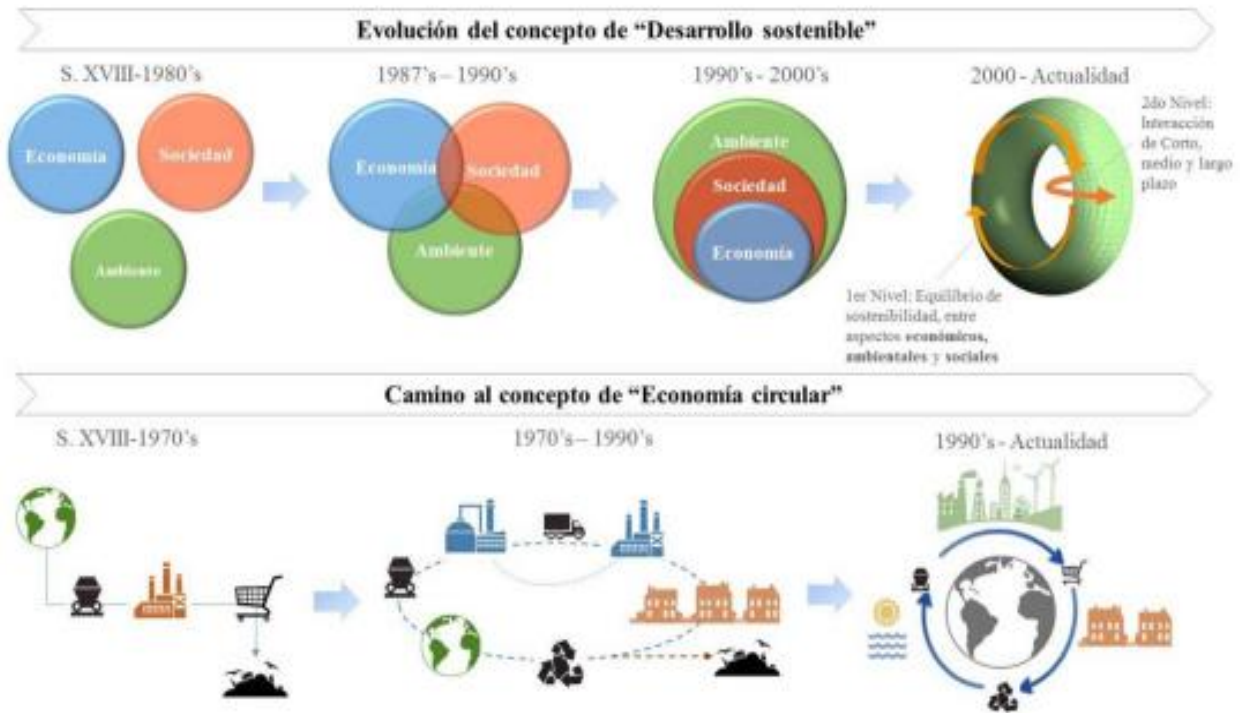 Evolución del concepto de “Desarrollo sostenible”
S. XVIII-1980’s
1987’s – 1990’s
1990’s - 2000’s
2000 - Actualidad
Economía
Sociedad
Ambiente
Economía
Sociedad
Ambiente
Ambiente
Sociedad
Economía
2do Nivel:
Interacción
de Corto,
medio y largo
plazo
1er Nivel: Equilibrio de
sostenibilidad, entre
aspectos económicos,
ambientales y sociales
Camino al concepto de “Economía circular”
S. XVIII-1970’s
1970’s – 1990’s
1990’s - Actualidad